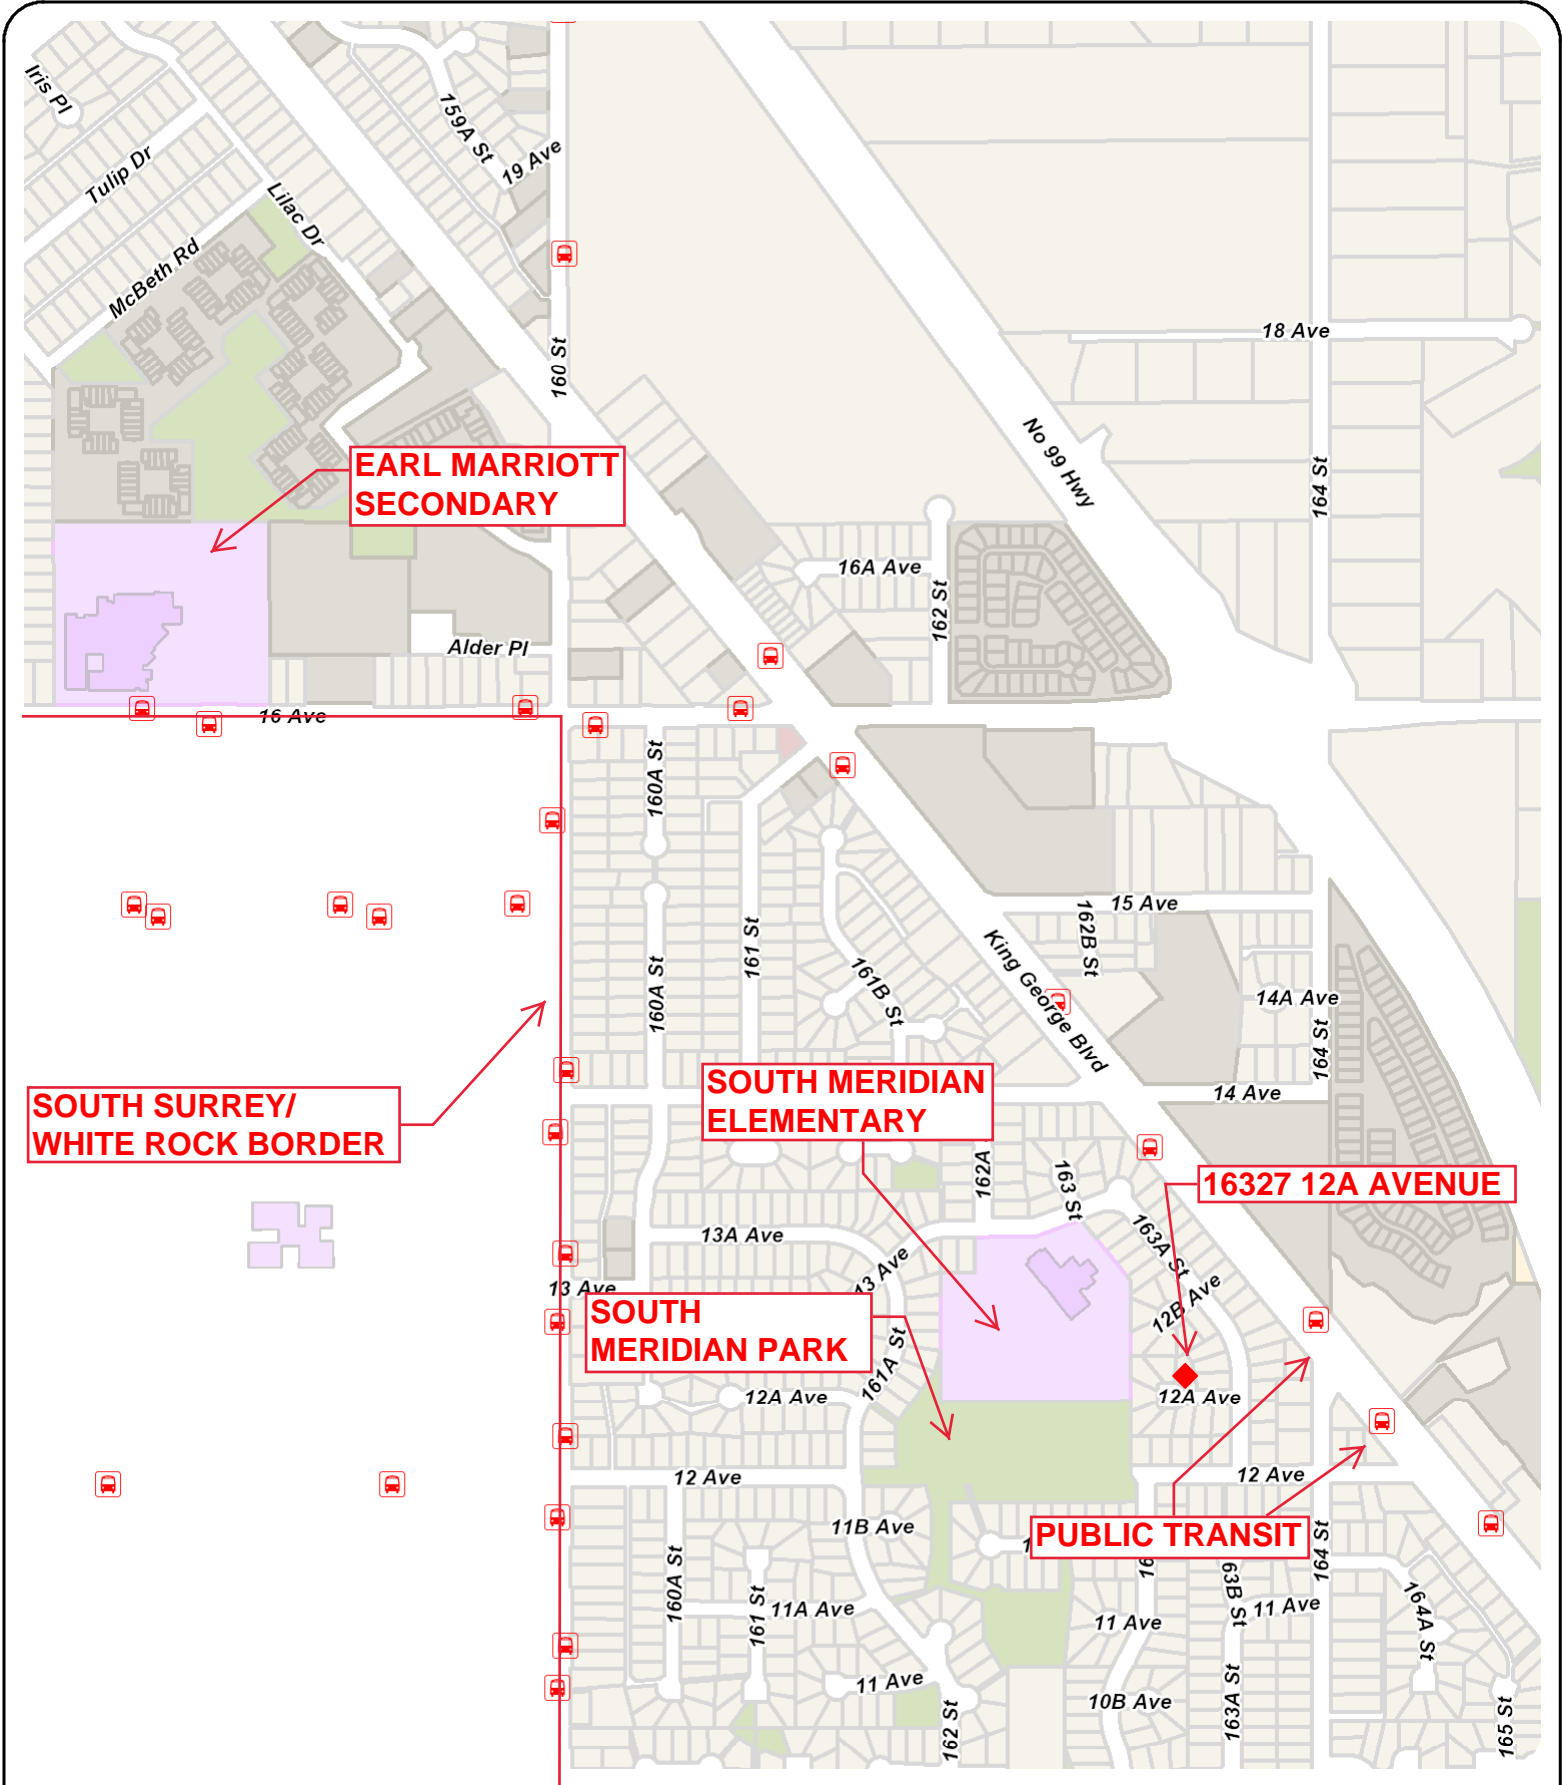 Iris Pl
159A St
19 Ave
Tulip Dr
Lilac Dr
McBeth Rd
160 St
18 Ave
No 99 Hwy
164 St
EARL MARRIOTT
SECONDARY
16A Ave
162 St
Alder Pl
16 Ave
160A St
15 Ave
162B St
161 St
160A St
161B St
King George Blvd
14A Ave
164 St
SOUTH SURREY/
WHITE ROCK BORDER
SOUTH MERIDIAN
ELEMENTARY
14 Ave
162A
163 St
16327 12A AVENUE
13A Ave
163A St
13 Ave
13 Ave
12B Ave
SOUTH
MERIDIAN PARK
161A St
12A Ave
12A Ave
12 Ave
12 Ave
11B Ave
PUBLIC TRANSIT
164 St
160A St
161 St
11A Ave
63B St
11 Ave
11 Ave
164A St
11 Ave
10B Ave
162 St
163A St
165 St